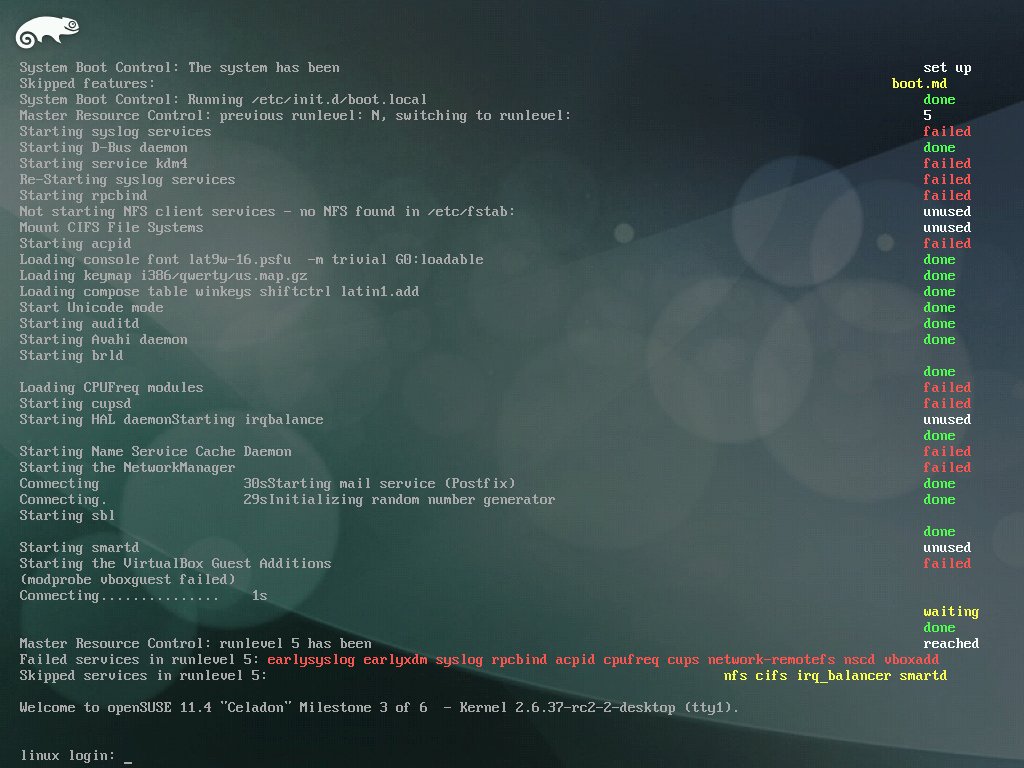 System Boot Control: The system has been set up
Skipped features: boot.md
System Boot Control: Running /etc/init.d/boot.local done
Master Resource Control: previous runlevel: N, switching to runlevel: 5
Starting syslog services failed
Starting D-Bus daemon done
Starting service kdm4 failed
Re-Starting syslog services failed
Starting rpcbind failed
Not starting NFS client services - no NFS found in /etc/fstab: unused
Mount CIFS File Systems unused
Starting acpid failed
Loading console font lat9w-16.psfu  -m trivial G0:loadable done
Loading keymap i386/qwerty/us.map.gz done
Loading compose table winkeys shiftctrl latin1.add done
Start Unicode mode done
Starting auditd done
Starting Avahi daemon done
Starting brld
done
Loading CPUFreq modules failed
Starting cupsd failed
Starting HAL daemonStarting irqbalance unused
done
Starting Name Service Cache Daemon failed
Starting the NetworkManager failed
Connecting 30sStarting mail service (Postfix) done
Connecting. 29sInitializing random number generator done
Starting sbl
done
Starting smartd unused
Starting the VirtualBox Guest Additions failed
(modprobe vboxguest failed)
Connecting............... 1s
waiting
done
Master Resource Control: runlevel 5 has been reached
Failed services in runlevel 5: earlysyslog earlyxdm syslog rpcbind acpid cpufreq cups network-remotefs nscd vboxadd
Skipped services in runlevel 5: nfs cifs irq_balancer smartd
Welcome to openSUSE 11.4 "Celadon" Milestone 3 of 6  - Kernel 2.6.37-rc2-2-desktop (tty1).
linux login: _